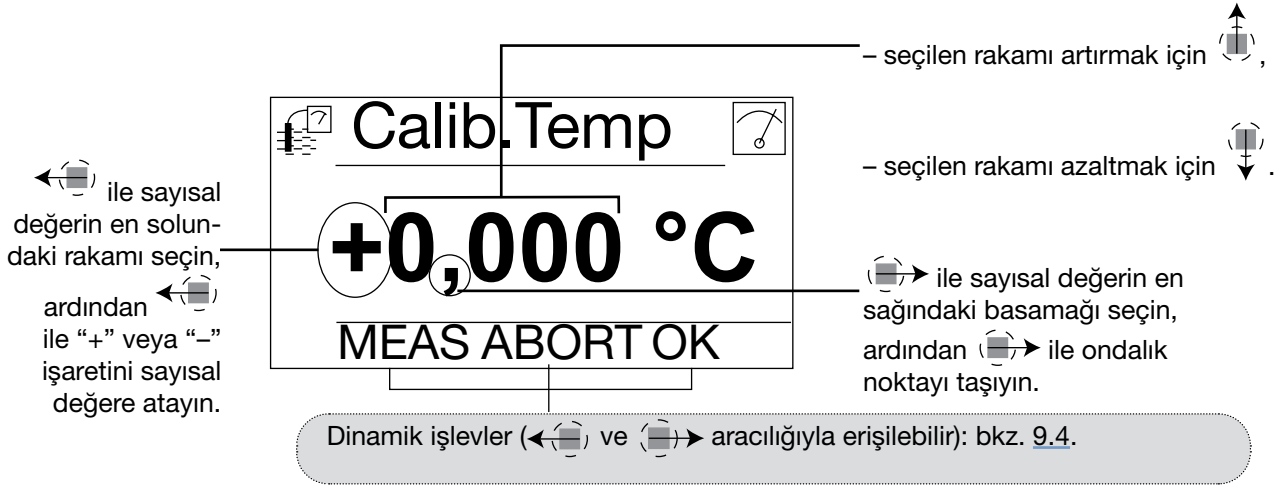 – seçilen rakamı artırmak için ,
– seçilen rakamı azaltmak için .
Calib.Temp
+0,000 °C
MEAS ABORT OK
ile sayısal
değerin en solun-
daki rakamı seçin,
ardından
ile “+” veya “–”
işaretini sayısal
değere atayın.
ile sayısal değerin en
sağındaki basamağı seçin,
ardından ile ondalık
noktayı taşıyın.
Dinamik işlevler ( ve aracılığıyla erişilebilir): bkz. 9.4.